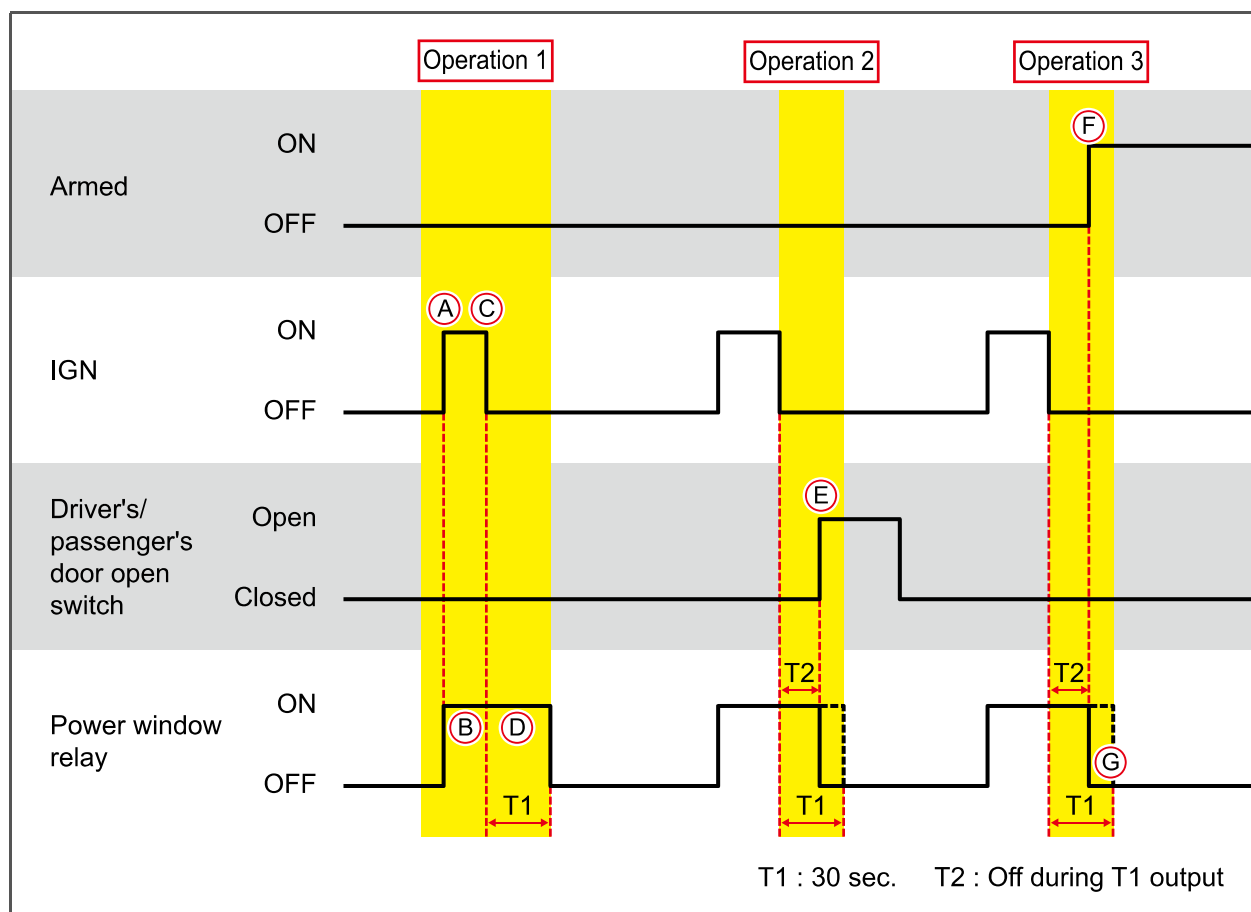 Operation 1
Operation 2
Operation 3
Armed
ON
OFF
F
IGN
ON
OFF
A
C
Driver's/
passenger's
door open
switch
Open
Closed
E
Power window
relay
ON
OFF
B
D
T1
T2
T1
T2
T1
G
T1 : 30 sec.
T2 : Off during T1 output